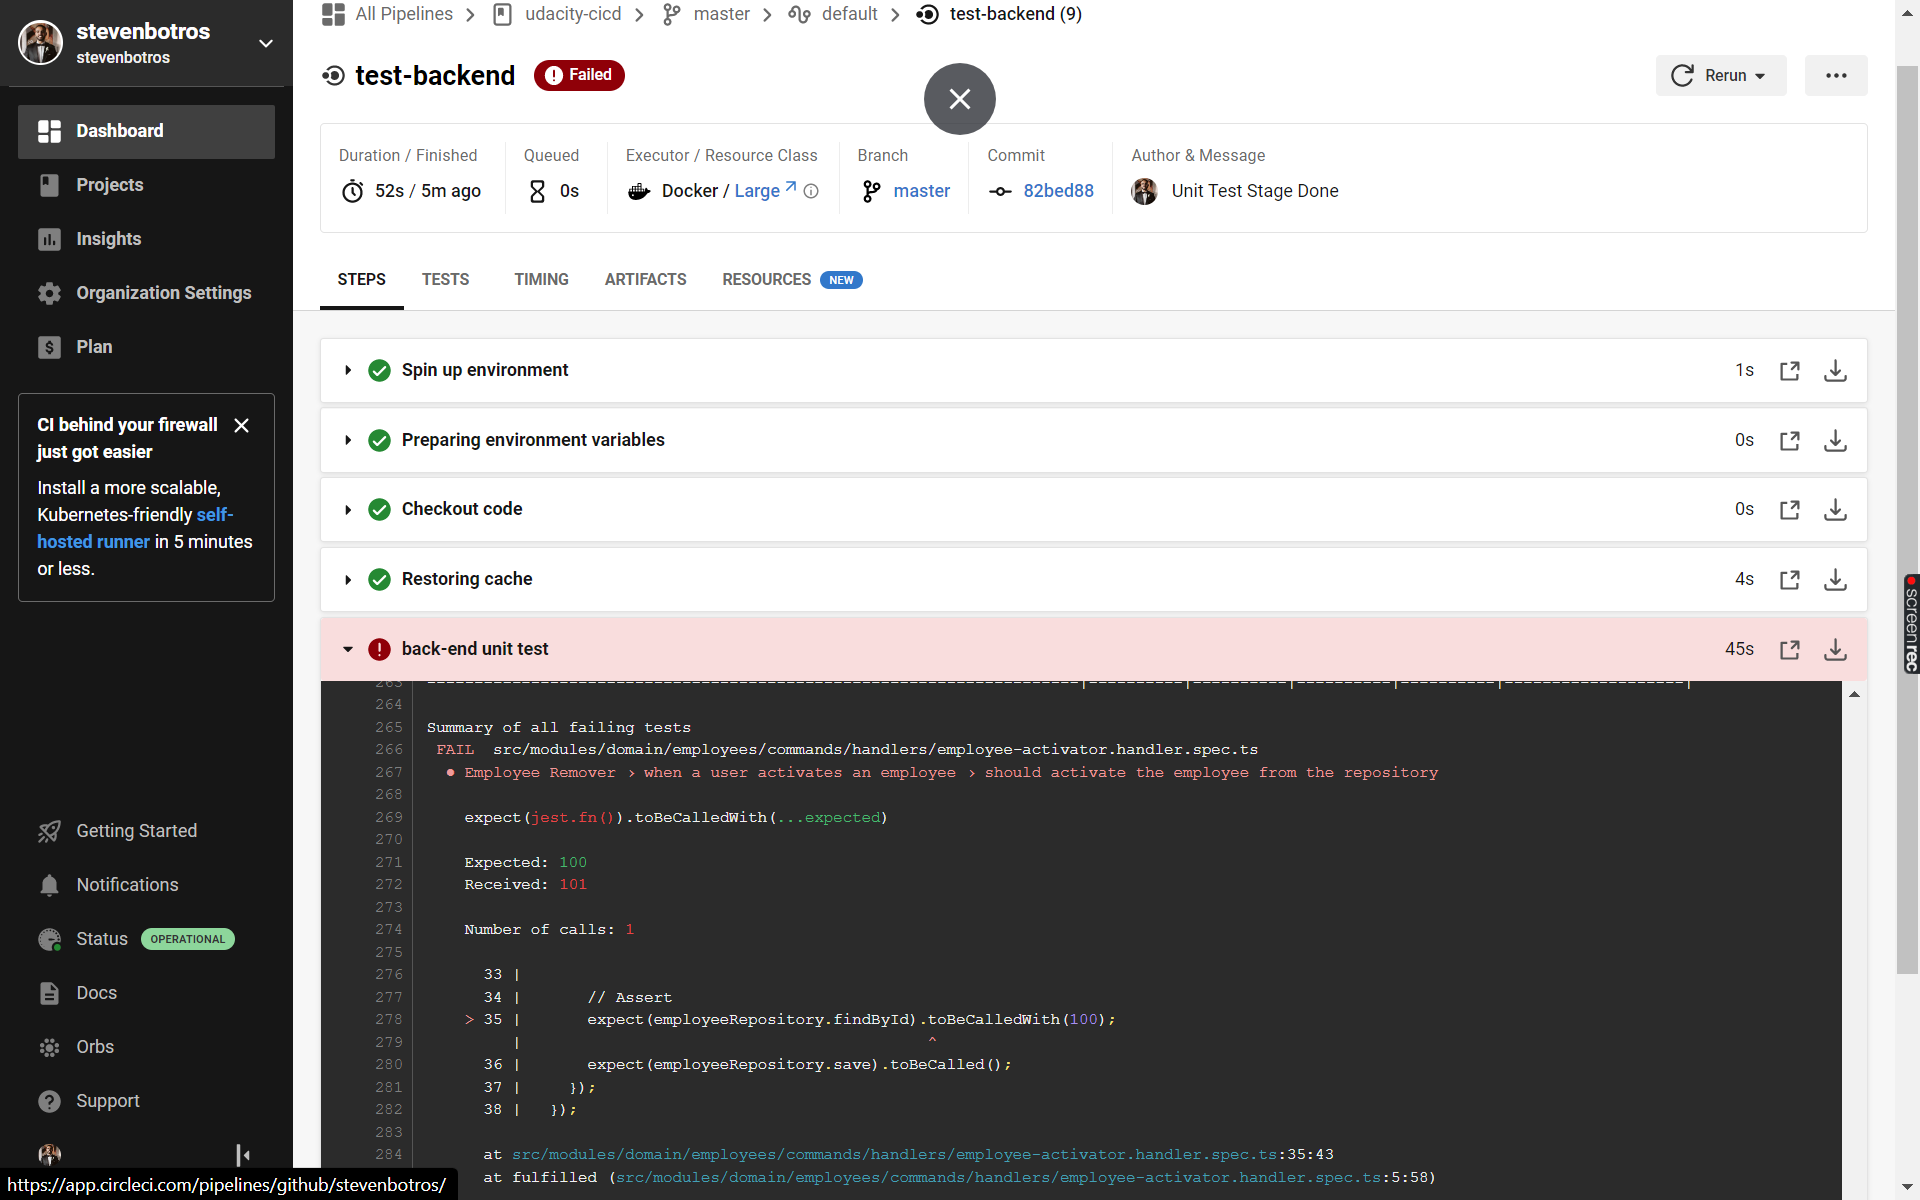 stevenbotros
stevenbotros
Dashboard
Projects
Insights
Organization Settings
Plan
CI behind your firewall
just got easier
Install a more scalable,
Kubernetes-friendly self-
hosted runner in 5 minutes
or less.
Getting Started
Notifications
Status OPERATIONAL
Docs
Orbs
Support
https://app.circleci.com/pipelines/github/stevenbotros/
All Pipelines udacity-cicd master default test-backend (9)
test-backend Failed
Rerun
Duration / Finished Queued Executor / Resource Class Branch Commit Author & Message
52s / 5m ago 0s Docker / Large master 82bed88 Unit Test Stage Done
STEPS TESTS TIMING ARTIFACTS RESOURCES NEW
Spin up environment 1s
Preparing environment variables 0s
Checkout code 0s
Restoring cache 4s
back-end unit test 45s
263 ---------------------------------------------------------------------|----------|----------|----------|----------|-------------------|
264
265 Summary of all failing tests
266 FAIL src/modules/domain/employees/commands/handlers/employee-activator.handler.spec.ts
267 ● Employee Remover › when a user activates an employee › should activate the employee from the repository
268
269 expect(jest.fn()).toBeCalledWith(...expected)
270
271 Expected: 100
272 Received: 101
273
274 Number of calls: 1
275
276 33 |
277 34 | // Assert
278 > 35 | expect(employeeRepository.findById).toBeCalledWith(100);
279 | ^
280 36 | expect(employeeRepository.save).toBeCalled();
281 37 | });
282 38 | });
283
284 at src/modules/domain/employees/commands/handlers/employee-activator.handler.spec.ts:35:43
at fulfilled (src/modules/domain/employees/commands/handlers/employee-activator.handler.spec.ts:5:58)
screenrec